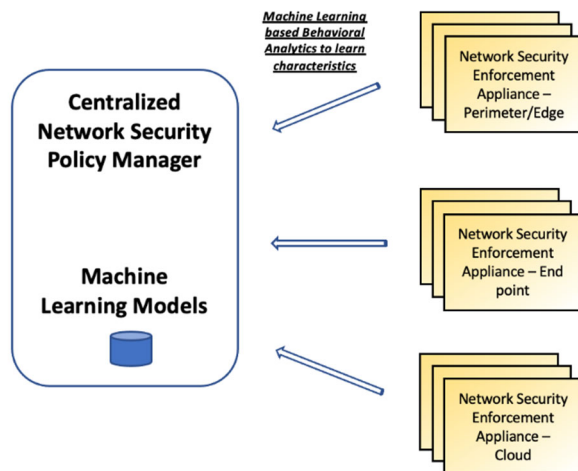 Machine Learning
based Behavioral
Analytics to learn
characteristics
Centralized
Network Security
Policy Manager
Machine
Learning Models
Network Security
Enforcement
Appliance –
Perimeter/Edge
Network Security
Enforcement
Appliance – End
point
Network Security
Enforcement
Appliance –
Cloud